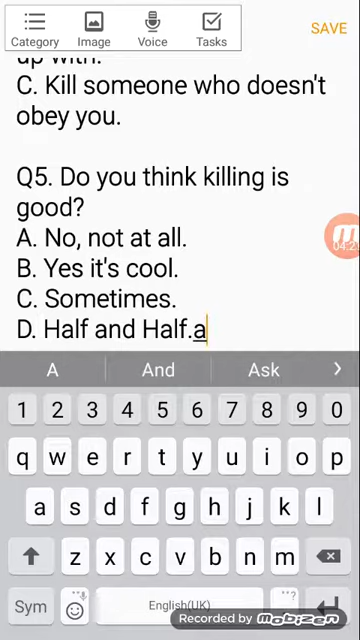 Category Image Voice Tasks SAVE
up with.
C. Kill someone who doesn't
obey you.
Q5. Do you think killing is
good?
A. No, not at all.
B. Yes it's cool.
C. Sometimes.
D. Half and Half.a
A And Ask
1 2 3 4 5 6 7 8 9 0
q w e r t y u i o p
a s d f g h j k l
z x c v b n m
Sym English(UK) ...?
Recorded by Mobizen